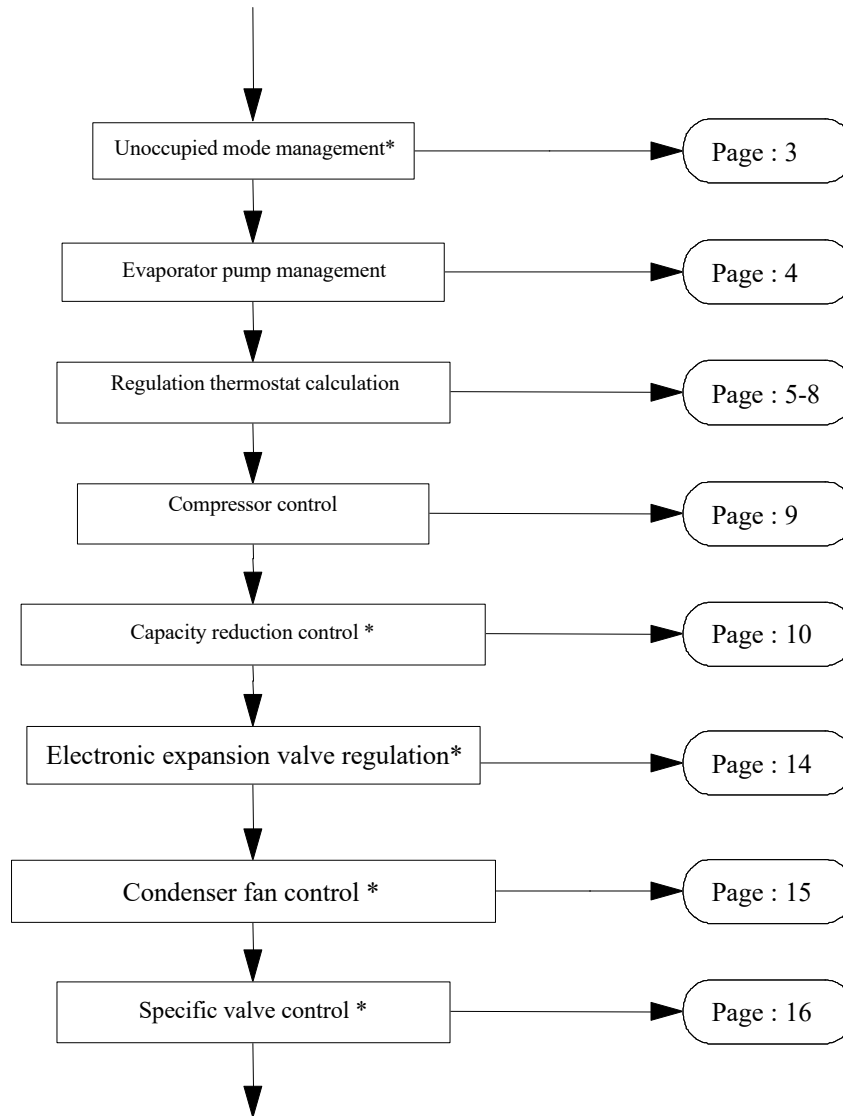 Unoccupied mode management*
Page : 3
Evaporator pump management
Page : 4
Regulation thermostat calculation
Page : 5-8
Compressor control
Page : 9
Capacity reduction control *
Page : 10
Electronic expansion valve regulation*
Page : 14
Condenser fan control *
Page : 15
Specific valve control *
Page : 16